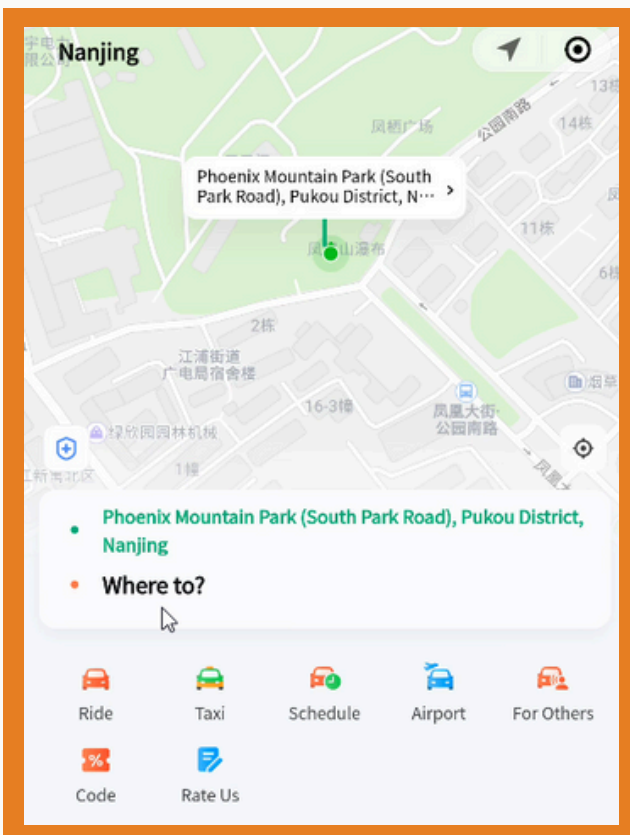 Nanjing
13栋
公园南路
14栋
凤栖广场
Phoenix Mountain Park (South
Park Road), Pukou District, N…
11栋
2栋
江浦街道
广电局宿舍楼
16-3幢
凤凰大街·
公园南路
烟草
绿欣园园林机械
1幢
Phoenix Mountain Park (South Park Road), Pukou District,
Nanjing
Where to?
Ride
Taxi
Schedule
Airport
For Others
Code
Rate Us